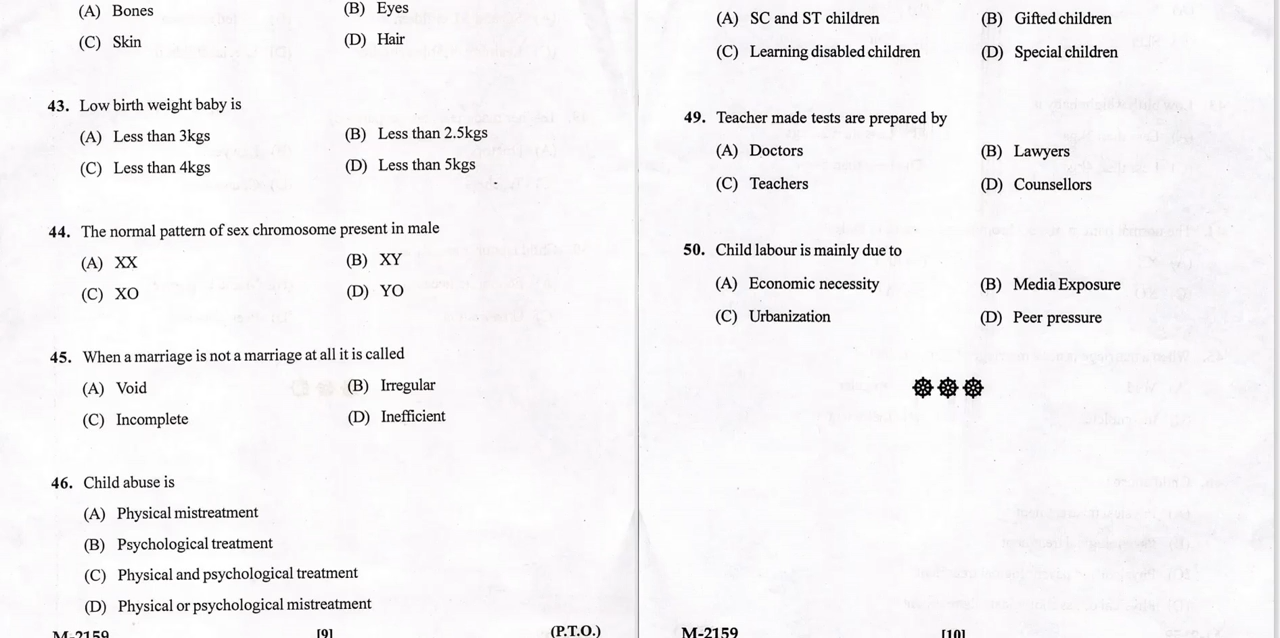 (A) Bones (B) Eyes
(C) Skin (D) Hair
43. Low birth weight baby is
(A) Less than 3kgs (B) Less than 2.5kgs
(C) Less than 4kgs (D) Less than 5kgs
44. The normal pattern of sex chromosome present in male
(A) XX (B) XY
(C) XO (D) YO
45. When a marriage is not a marriage at all it is called
(A) Void (B) Irregular
(C) Incomplete (D) Inefficient
46. Child abuse is
(A) Physical mistreatment
(B) Psychological treatment
(C) Physical and psychological treatment
(D) Physical or psychological mistreatment
M-2159 [9] (P.T.O.)
(A) SC and ST children (B) Gifted children
(C) Learning disabled children (D) Special children
49. Teacher made tests are prepared by
(A) Doctors (B) Lawyers
(C) Teachers (D) Counsellors
50. Child labour is mainly due to
(A) Economic necessity (B) Media Exposure
(C) Urbanization (D) Peer pressure
M-2159 [10]